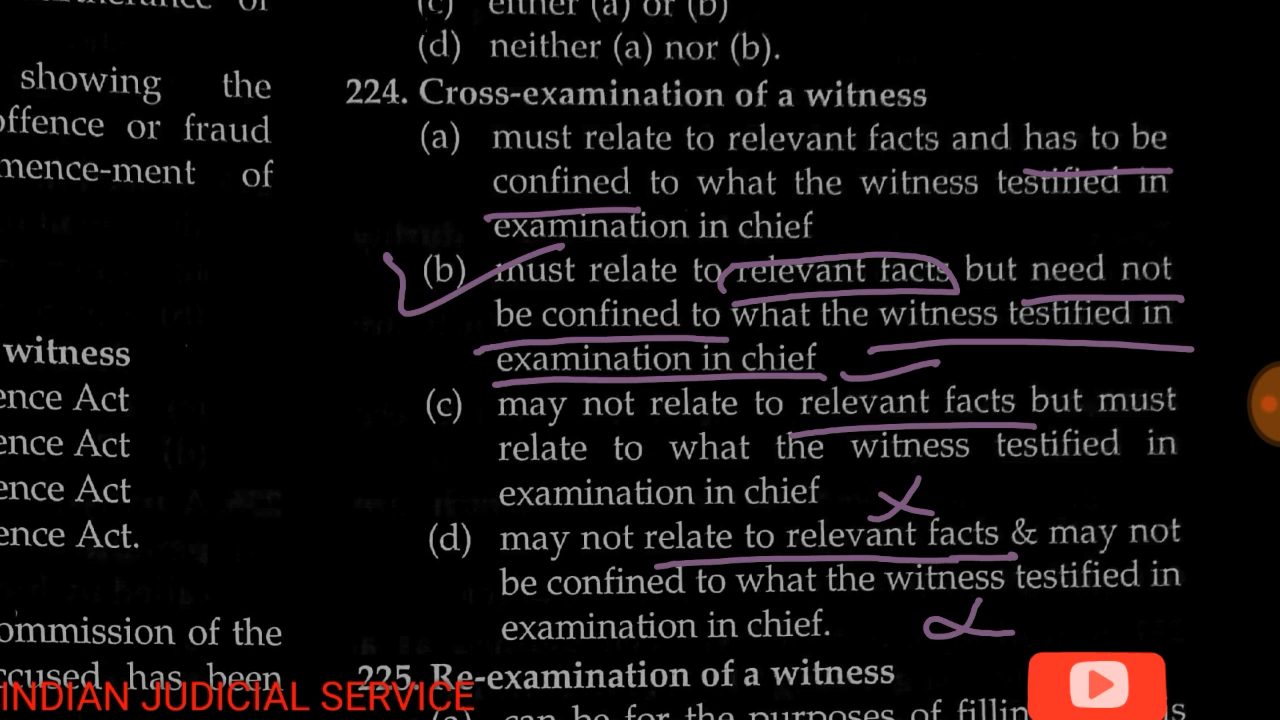 (c) either (a) or (b)
(d) neither (a) nor (b).
showing the
offence or fraud
mence-ment of
witness
ence Act
ence Act
ence Act
ence Act.
ommission of the
ccused has been
224. Cross-examination of a witness
(a) must relate to relevant facts and has to be
confined to what the witness testified in
examination in chief
(b) must relate to relevant facts but need not
be confined to what the witness testified in
examination in chief
(c) may not relate to relevant facts but must
relate to what the witness testified in
examination in chief
(d) may not relate to relevant facts & may not
be confined to what the witness testified in
examination in chief.
225. Re-examination of a witness
can be for the purposes of
INDIAN JUDICIAL SERVICE